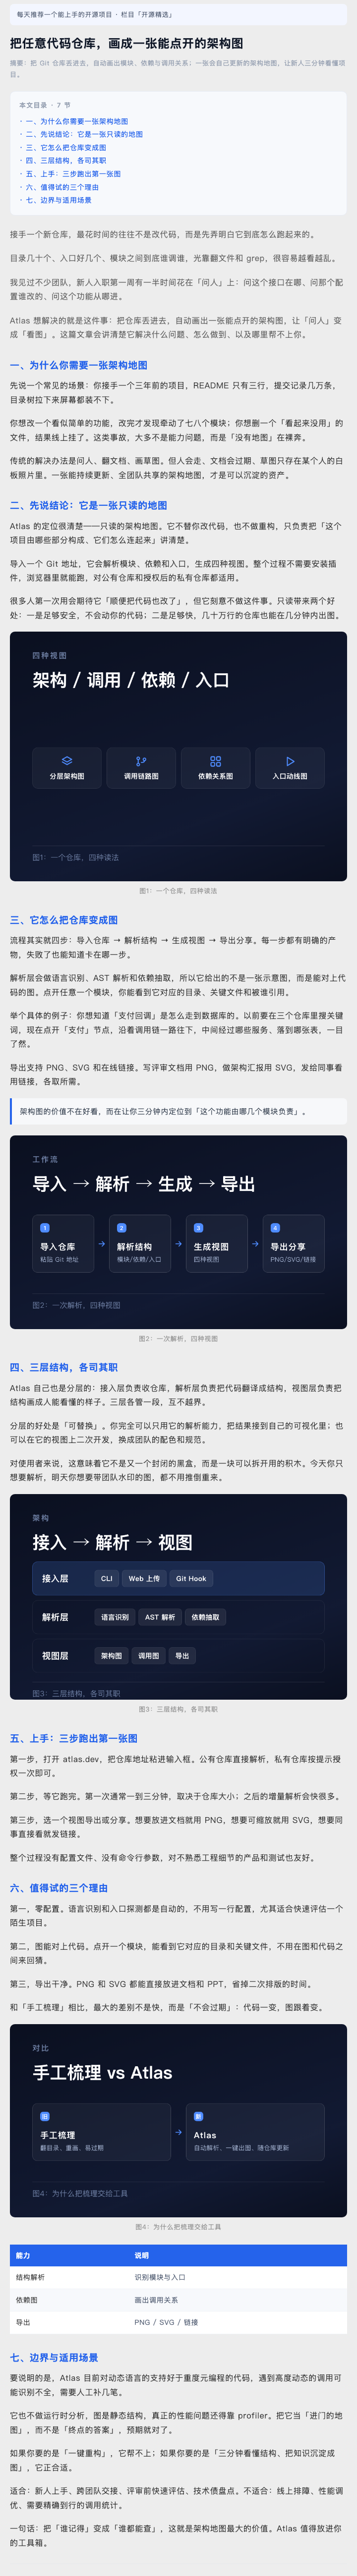 每天推荐一个能上手的开源项目 · 栏目「开源精选」
把任意代码仓库，画成一张能点开的架构图
摘要：把 Git 仓库丢进去，自动画出模块、依赖与调用关系；一张会自己更新的架构地图，让新人三分钟看懂项
目。
本文目录 · 7 节
· 一、为什么你需要一张架构地图
· 二、先说结论：它是一张只读的地图
· 三、它怎么把仓库变成图
· 四、三层结构，各司其职
· 五、上手：三步跑出第一张图
· 六、值得试的三个理由
· 七、边界与适用场景
接手一个新仓库，最花时间的往往不是改代码，而是先弄明白它到底怎么跑起来的。
目录几十个、入口好几个、模块之间到底谁调谁，光靠翻文件和 grep，很容易越看越乱。
我见过不少团队，新人入职第一周有一半时间花在「问人」上：问这个接口在哪、问那个配
置谁改的、问这个功能从哪进。
Atlas 想解决的就是这件事：把仓库丢进去，自动画出一张能点开的架构图，让「问人」变
成「看图」。这篇文章会讲清楚它解决什么问题、怎么做到、以及哪里帮不上你。
一、为什么你需要一张架构地图
先说一个常见的场景：你接手一个三年前的项目，README 只有三行，提交记录几万条，
目录树拉下来屏幕都装不下。
你想改一个看似简单的功能，改完才发现牵动了七八个模块；你想删一个「看起来没用」的
文件，结果线上挂了。这类事故，大多不是能力问题，而是「没有地图」在裸奔。
传统的解决办法是问人、翻文档、画草图。但人会走、文档会过期、草图只存在某个人的白
板照片里。一张能持续更新、全团队共享的架构地图，才是可以沉淀的资产。
二、先说结论：它是一张只读的地图
Atlas 的定位很清楚——只读的架构地图。它不替你改代码，也不做重构，只负责把「这个
项目由哪些部分构成、它们怎么连起来」讲清楚。
导入一个 Git 地址，它会解析模块、依赖和入口，生成四种视图。整个过程不需要安装插
件，浏览器里就能跑，对公有仓库和授权后的私有仓库都适用。
很多人第一次用会期待它「顺便把代码也改了」，但它刻意不做这件事。只读带来两个好
处：一是足够安全，不会动你的代码；二是足够快，几十万行的仓库也能在几分钟内出图。
四种视图
架构 / 调用 / 依赖 / 入口
分层架构图
调用链路图
依赖关系图
入口动线图
图1：一个仓库，四种读法
图1：一个仓库，四种读法
三、它怎么把仓库变成图
流程其实就四步：导入仓库 → 解析结构 → 生成视图 → 导出分享。每一步都有明确的产
物，失败了也能知道卡在哪一步。
解析层会做语言识别、AST 解析和依赖抽取，所以它给出的不是一张示意图，而是能对上代
码的图。点开任意一个模块，你能看到它对应的目录、关键文件和被谁引用。
举个具体的例子：你想知道「支付回调」是怎么走到数据库的。以前要在三个仓库里搜关键
词，现在点开「支付」节点，沿着调用链一路往下，中间经过哪些服务、落到哪张表，一目
了然。
导出支持 PNG、SVG 和在线链接。写评审文档用 PNG，做架构汇报用 SVG，发给同事看
用链接，各取所需。
架构图的价值不在好看，而在让你三分钟内定位到「这个功能由哪几个模块负责」。
工作流
导入 → 解析 → 生成 → 导出
1
导入仓库
粘贴 Git 地址
→
2
解析结构
模块/依赖/入口
→
3
生成视图
四种视图
→
4
导出分享
PNG/SVG/链接
图2：一次解析，四种视图
图2：一次解析，四种视图
四、三层结构，各司其职
Atlas 自己也是分层的：接入层负责收仓库，解析层负责把代码翻译成结构，视图层负责把
结构画成人能看懂的样子。三层各管一段，互不越界。
分层的好处是「可替换」。你完全可以只用它的解析能力，把结果接到自己的可视化里；也
可以在它的视图上二次开发，换成团队的配色和规范。
对使用者来说，这意味着它不是又一个封闭的黑盒，而是一块可以拆开用的积木。今天你只
想要解析，明天你想要带团队水印的图，都不用推倒重来。
架构
接入 → 解析 → 视图
接入层
CLI
Web 上传
Git Hook
解析层
语言识别
AST 解析
依赖抽取
视图层
架构图
调用图
导出
图3：三层结构，各司其职
图3：三层结构，各司其职
五、上手：三步跑出第一张图
第一步，打开 atlas.dev，把仓库地址粘进输入框。公有仓库直接解析，私有仓库按提示授
权一次即可。
第二步，等它跑完。第一次通常一到三分钟，取决于仓库大小；之后的增量解析会快很多。
第三步，选一个视图导出或分享。想要放进文档就用 PNG，想要可缩放就用 SVG，想要同
事直接看就发链接。
整个过程没有配置文件、没有命令行参数，对不熟悉工程细节的产品和测试也友好。
六、值得试的三个理由
第一，零配置。语言识别和入口探测都是自动的，不用写一行配置，尤其适合快速评估一个
陌生项目。
第二，图能对上代码。点开一个模块，能看到它对应的目录和关键文件，不用在图和代码之
间来回猜。
第三，导出干净。PNG 和 SVG 都能直接放进文档和 PPT，省掉二次排版的时间。
和「手工梳理」相比，最大的差别不是快，而是「不会过期」：代码一变，图跟着变。
对比
手工梳理 vs Atlas
旧
手工梳理
翻目录、重画、易过期
→
新
Atlas
自动解析、一键出图、随仓库更新
图4：为什么把梳理交给工具
图4：为什么把梳理交给工具
能力 说明
结构解析 识别模块与入口
依赖图 画出调用关系
导出 PNG / SVG / 链接
七、边界与适用场景
要说明的是，Atlas 目前对动态语言的支持好于重度元编程的代码，遇到高度动态的调用可
能识别不全，需要人工补几笔。
它也不做运行时分析，图是静态结构，真正的性能问题还得靠 profiler。把它当「进门的地
图」，而不是「终点的答案」，预期就对了。
如果你要的是「一键重构」，它帮不上；如果你要的是「三分钟看懂结构、把知识沉淀成
图」，它正合适。
适合：新人上手、跨团队交接、评审前快速评估、技术债盘点。不适合：线上排障、性能调
优、需要精确到行的调用统计。
一句话：把「谁记得」变成「谁都能查」，这就是架构地图最大的价值。Atlas 值得放进你
的工具箱。